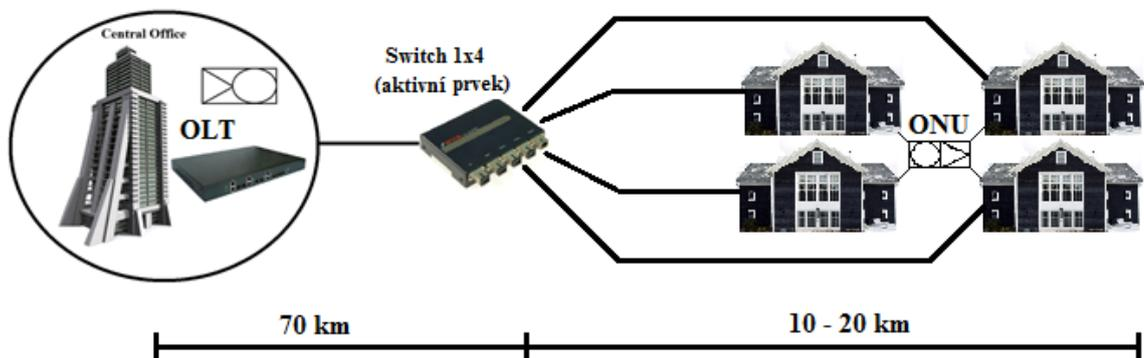 Central Office
OLT
Switch 1x4
(aktivní prvek)
ONU
70 km
10 - 20 km